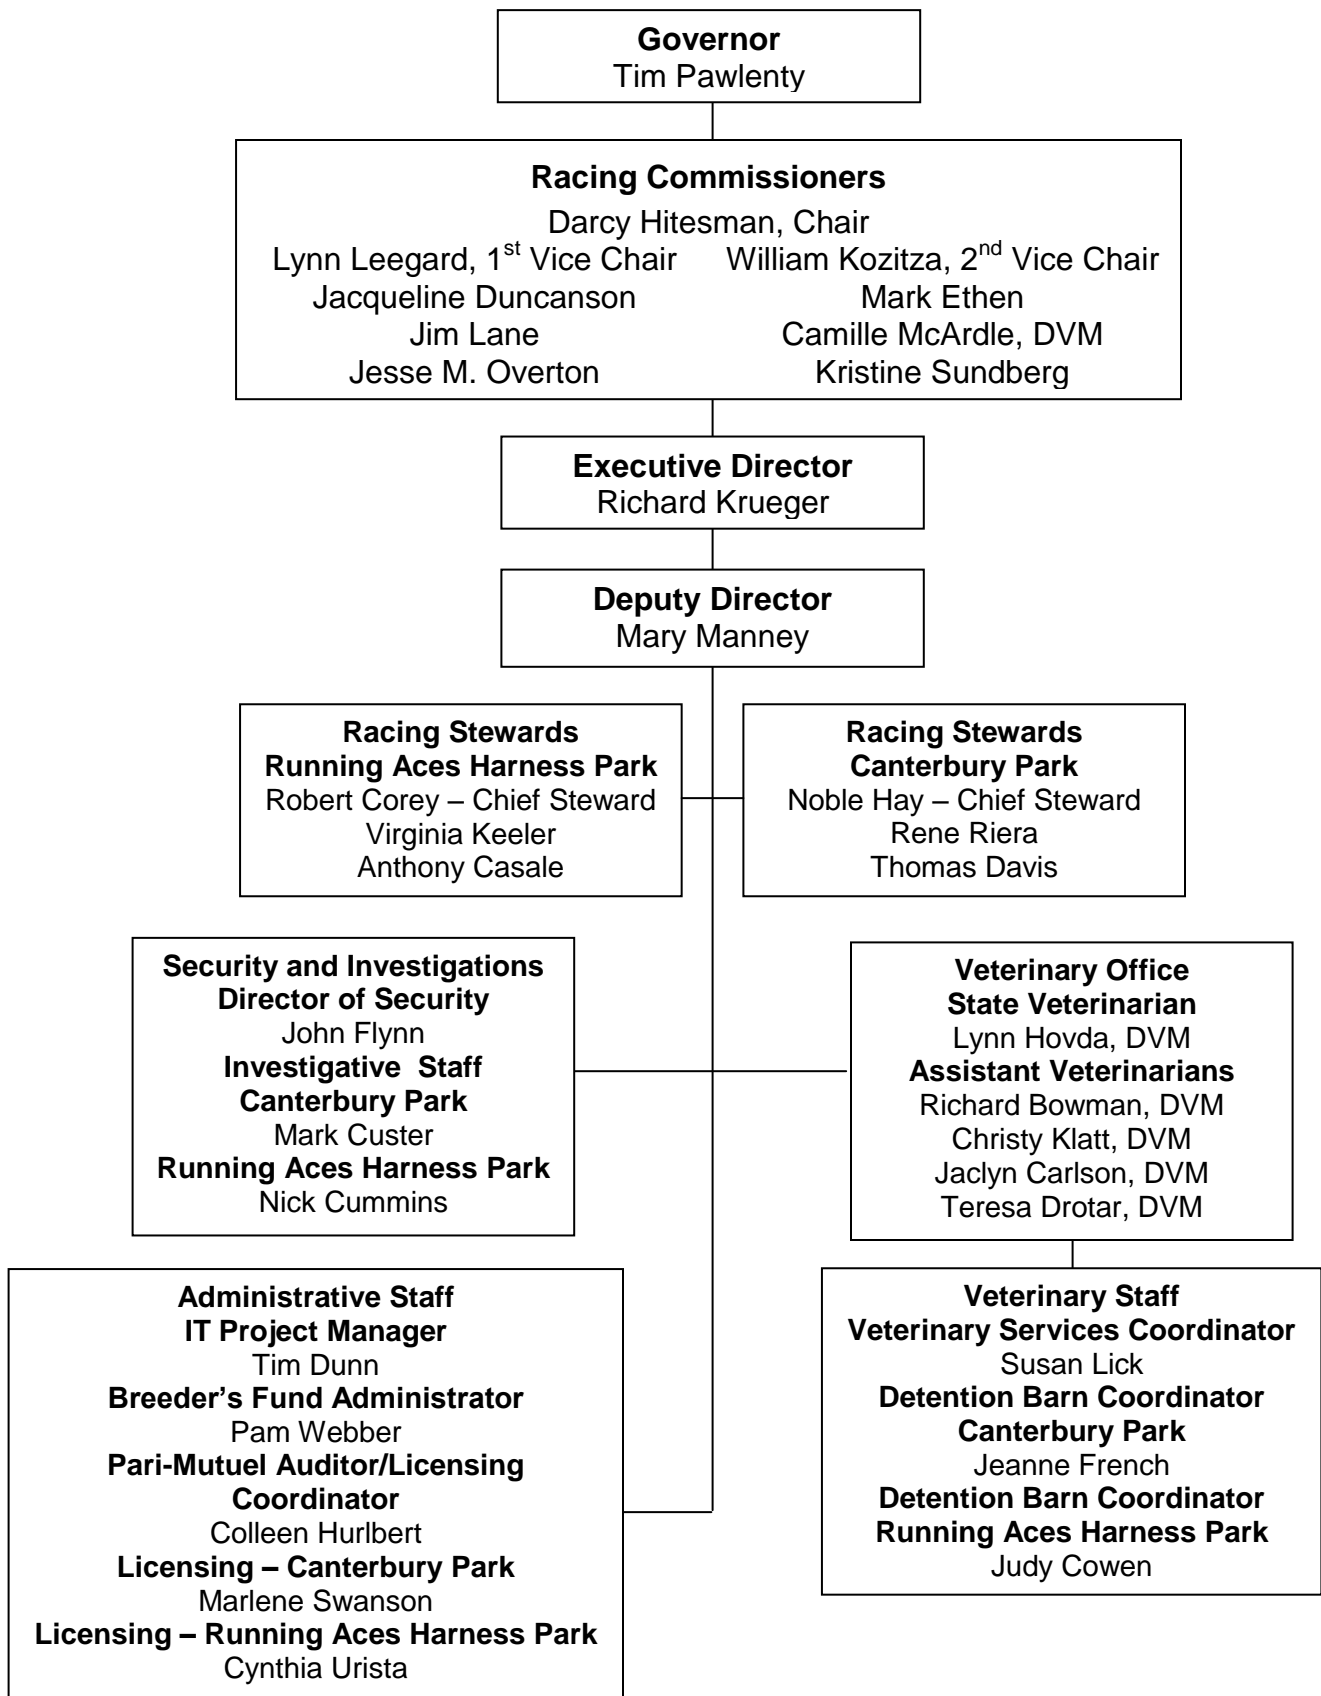 Governor
Tim Pawlenty
Racing Commissioners
Darcy Hitesman, Chair
Lynn Leegard, 1st Vice Chair William Kozitza, 2nd Vice Chair
Jacqueline Duncanson Mark Ethen
Jim Lane Camille McArdle, DVM
Jesse M. Overton Kristine Sundberg
Executive Director
Richard Krueger
Deputy Director
Mary Manney
Racing Stewards
Running Aces Harness Park
Robert Corey – Chief Steward
Virginia Keeler
Anthony Casale
Racing Stewards
Canterbury Park
Noble Hay – Chief Steward
Rene Riera
Thomas Davis
Security and Investigations
Director of Security
John Flynn
Investigative Staff
Canterbury Park
Mark Custer
Running Aces Harness Park
Nick Cummins
Veterinary Office
State Veterinarian
Lynn Hovda, DVM
Assistant Veterinarians
Richard Bowman, DVM
Christy Klatt, DVM
Jaclyn Carlson, DVM
Teresa Drotar, DVM
Administrative Staff
IT Project Manager
Tim Dunn
Breeder’s Fund Administrator
Pam Webber
Pari-Mutuel Auditor/Licensing
Coordinator
Colleen Hurlbert
Licensing – Canterbury Park
Marlene Swanson
Licensing – Running Aces Harness Park
Cynthia Urista
Veterinary Staff
Veterinary Services Coordinator
Susan Lick
Detention Barn Coordinator
Canterbury Park
Jeanne French
Detention Barn Coordinator
Running Aces Harness Park
Judy Cowen